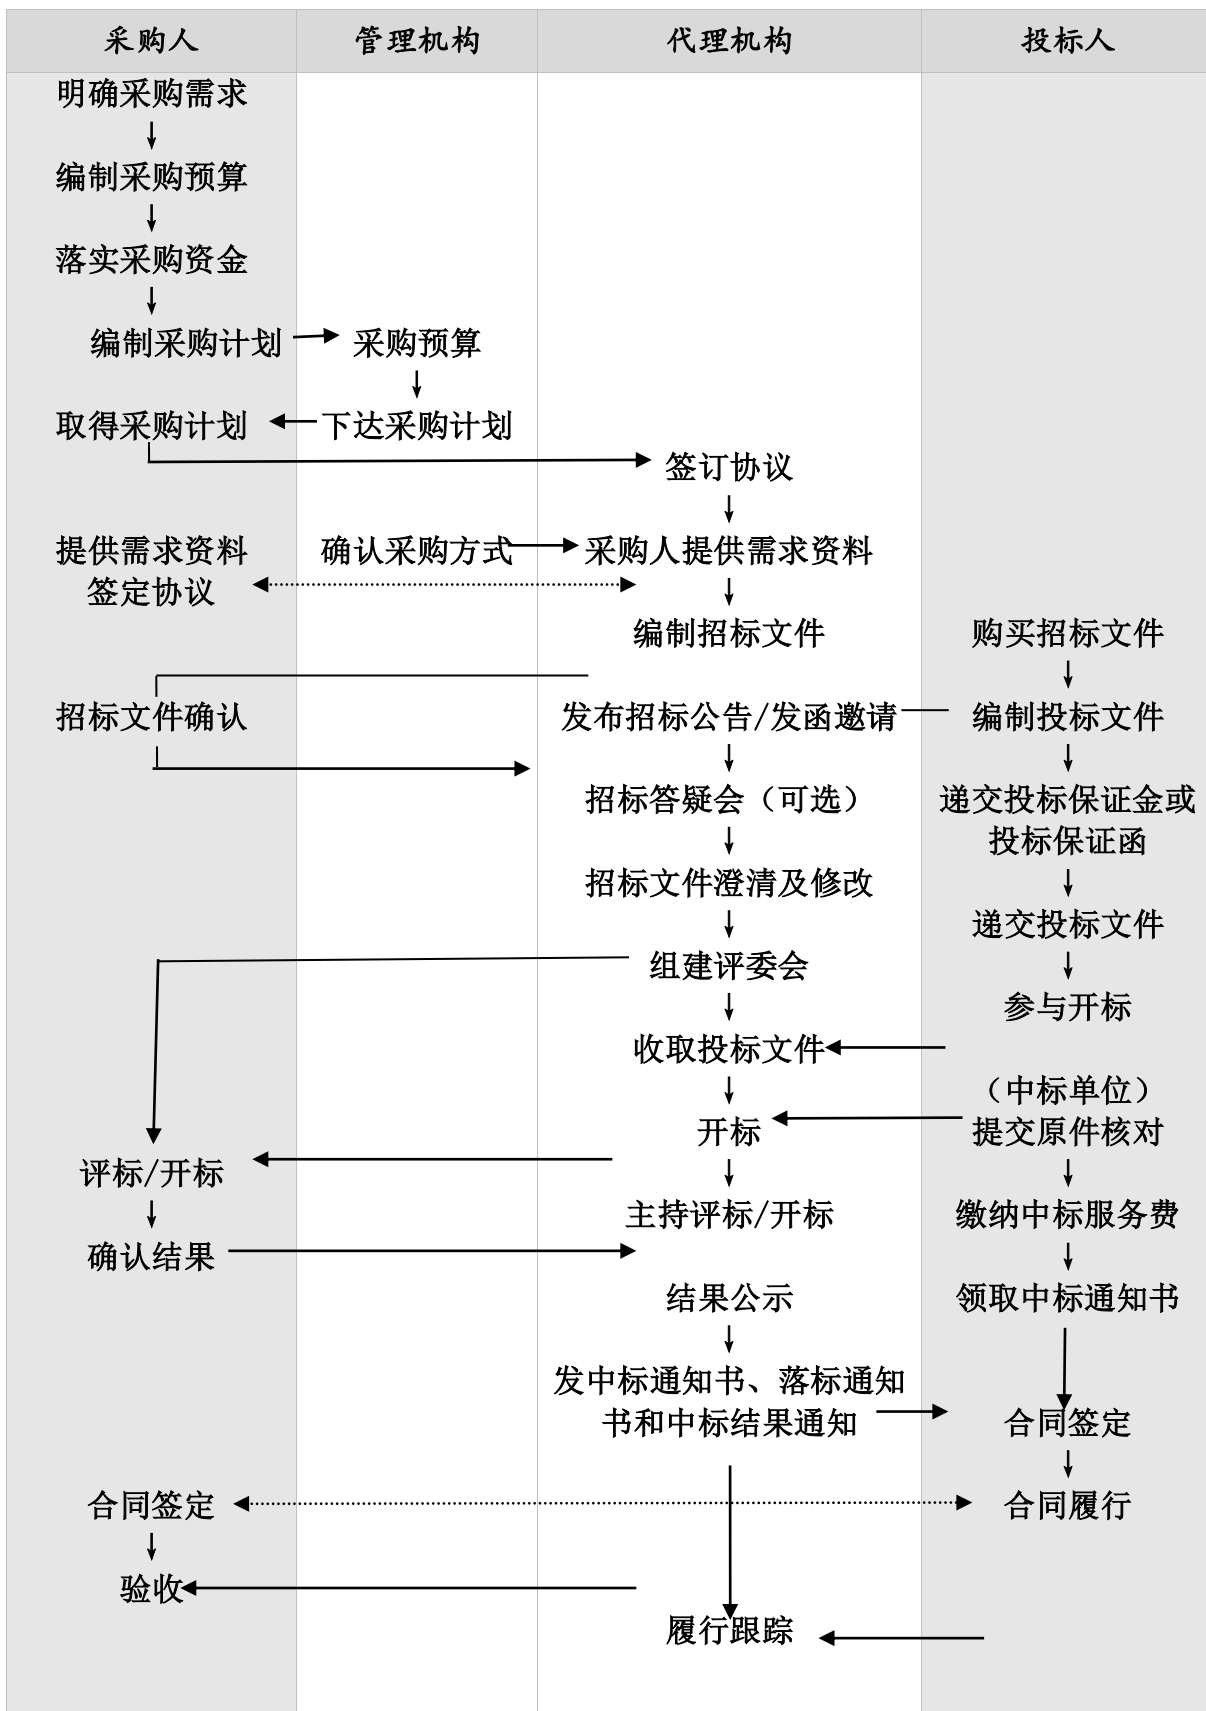 采购人
管理机构
代理机构
投标人
明确采购需求
编制采购预算
落实采购资金
编制采购计划
采购预算
取得采购计划
下达采购计划
签订协议
提供需求资料
签定协议
确认采购方式
采购人提供需求资料
编制招标文件
购买招标文件
招标文件确认
发布招标公告/发函邀请
编制投标文件
招标答疑会（可选）
递交投标保证金或
投标保证函
招标文件澄清及修改
递交投标文件
组建评委会
参与开标
收取投标文件
（中标单位）
提交原件核对
开标
评标/开标
主持评标/开标
缴纳中标服务费
确认结果
结果公示
领取中标通知书
发中标通知书、落标通知
书和中标结果通知
合同签定
合同签定
合同履行
验收
履行跟踪